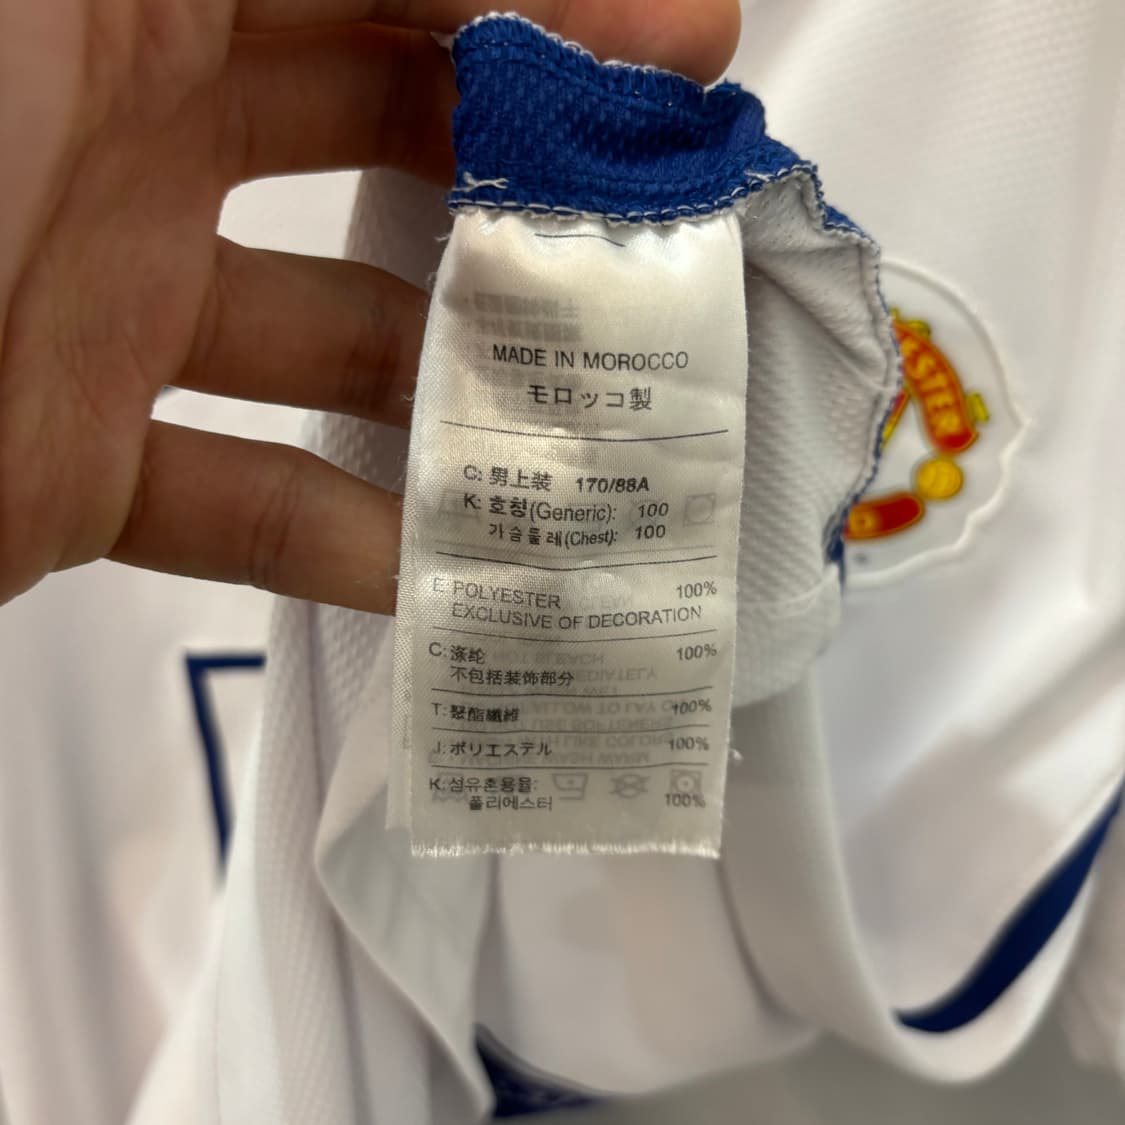 MADE IN MOROCCO
モロッコ製
C: 男上装 170/88A
K: 호칭(Generic): 100
가슴둘레(Chest): 100
E: POLYESTER 100%
EXCLUSIVE OF DECORATION
C: 涤纶 100%
不包括装饰部分
T: 聚酯纖維 100%
J: ポリエステル 100%
K: 섬유혼용율:
폴리에스터 100%
STER